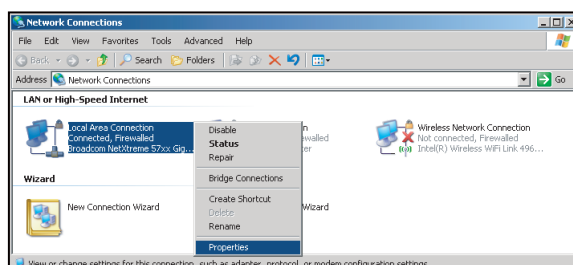 Network Connections
File Edit View Favorites Tools Advanced Help
Back Search Folders
Address Network Connections Go
LAN or High-Speed Internet
Local Area Connection
Connected, Firewalled
Broadcom NetXtreme 57xx Gig...
Disable
Status
Repair
Bridge Connections
Create Shortcut
Delete
Rename
Properties
Wireless Network Connection
Not connected, Firewalled
Intel(R) Wireless WiFi Link 496...
Wizard
New Connection Wizard
Wizard
View or change settings for this connection, such as adapter, protocol, or modem configuration settings.